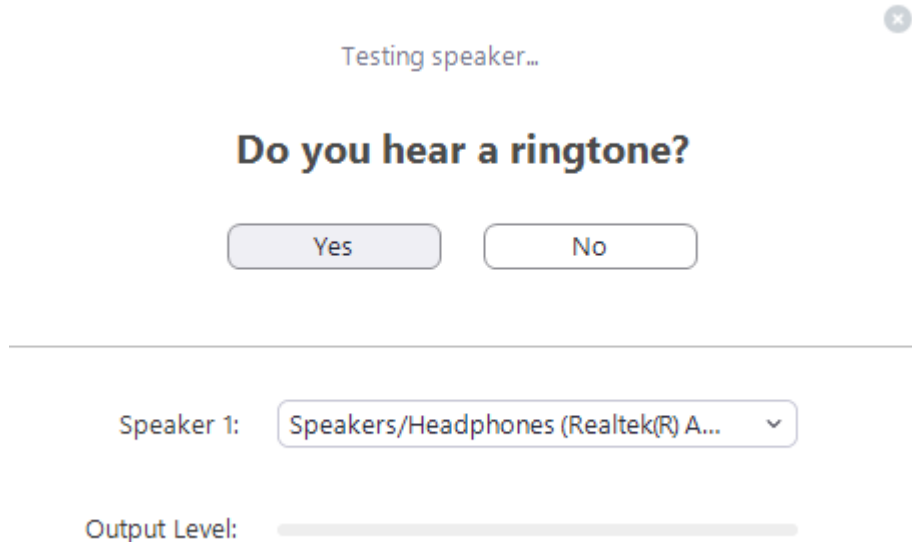 Testing speaker...
Do you hear a ringtone?
Yes No
Speaker 1: Speakers/Headphones (Realtek(R) A...
Output Level: